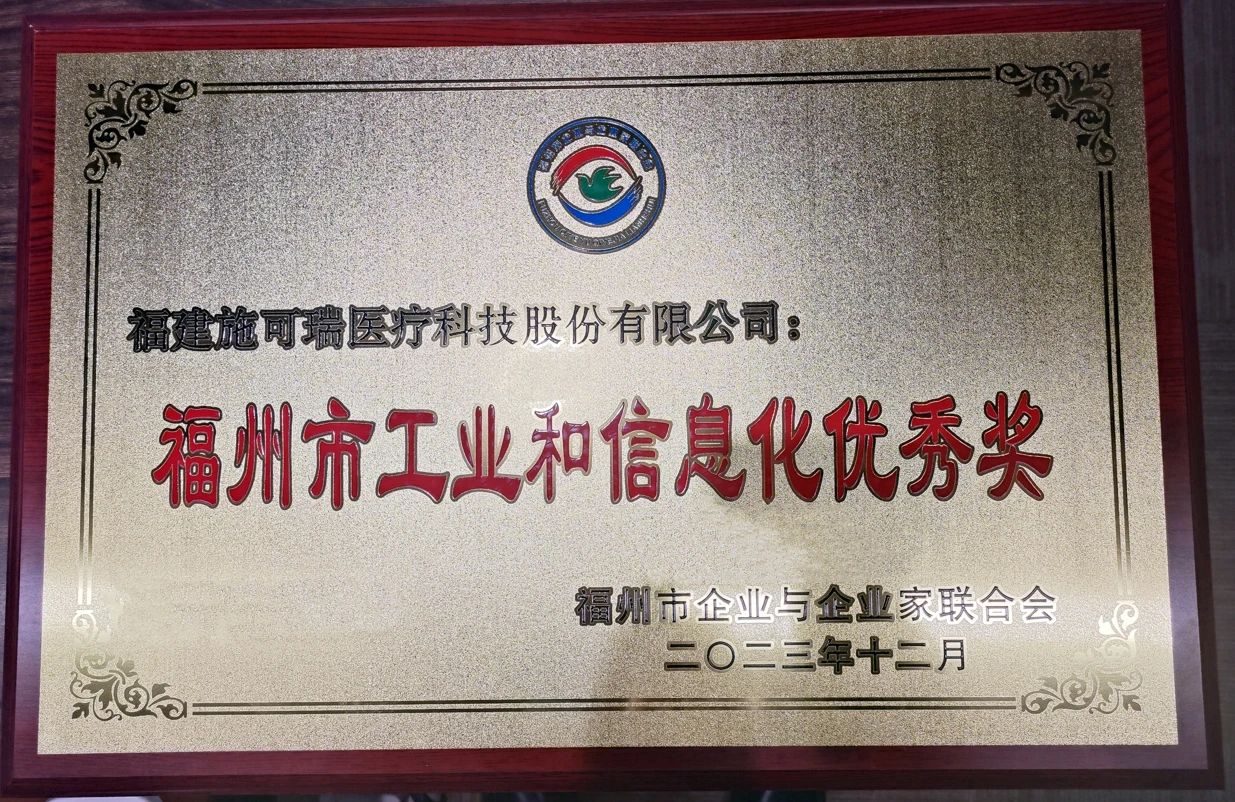 福建施可瑞医疗科技股份有限公司：
福州市工业和信息化优秀奖
福州市企业与企业家联合会
二〇二三年十二月